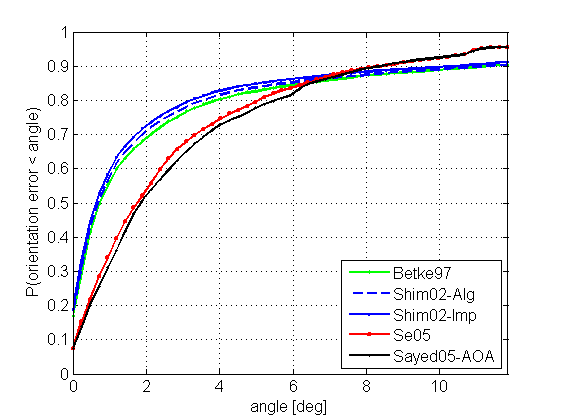 1
0.9
0.8
0.7
0.6
0.5
0.4
0.3
0.2
0.1
0
P(orientation error < angle)
0 2 4 6 8 10
angle [deg]
Betke97
Shim02-Alg
Shim02-Imp
Se05
Sayed05-AOA